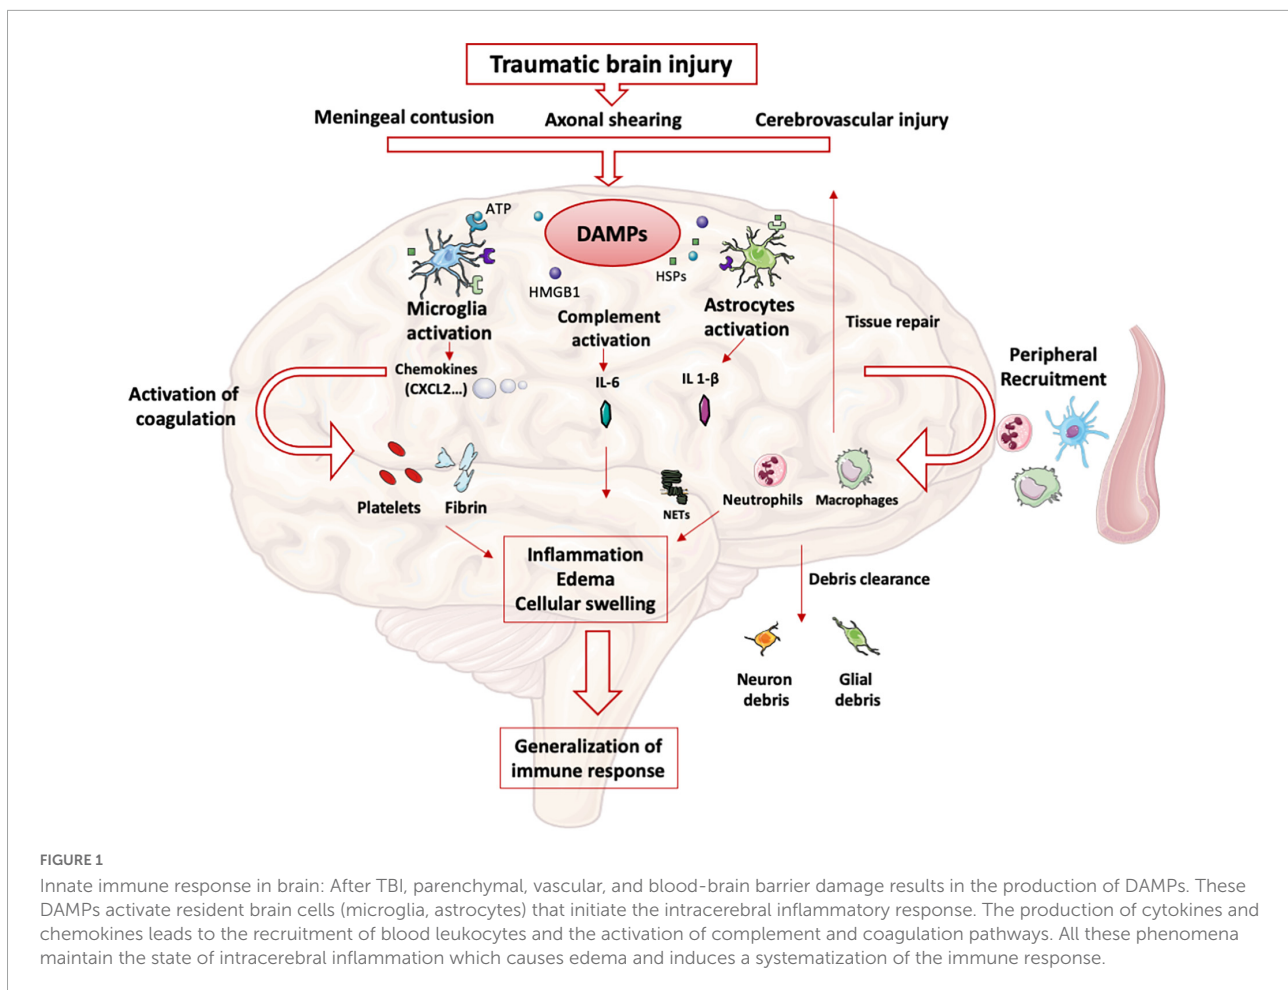 Traumatic brain injury
Meningeal contusion
Axonal shearing
Cerebrovascular injury
ATP
DAMPs
HSPs
HMGB1
Microglia
activation
Complement
activation
Astrocytes
activation
Tissue repair
Chemokines
(CXCL2...)
IL-6
IL 1-β
Peripheral
Recruitment
Activation of
coagulation
Platelets
Fibrin
NETs
Neutrophils
Macrophages
Inflammation
Edema
Cellular swelling
Debris clearance
Neuron
debris
Glial
debris
Generalization of
immune response
FIGURE 1
Innate immune response in brain: After TBI, parenchymal, vascular, and blood-brain barrier damage results in the production of DAMPs. These
DAMPs activate resident brain cells (microglia, astrocytes) that initiate the intracerebral inflammatory response. The production of cytokines and
chemokines leads to the recruitment of blood leukocytes and the activation of complement and coagulation pathways. All these phenomena
maintain the state of intracerebral inflammation which causes edema and induces a systematization of the immune response.